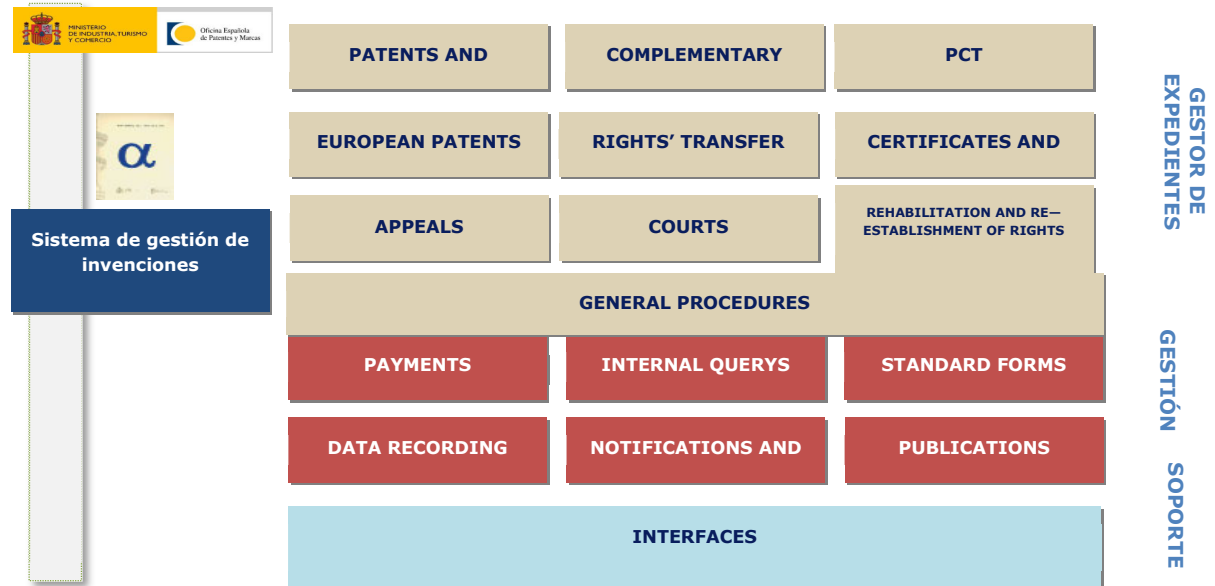 MINISTERIO
DE INDUSTRIA, TURISMO
Y COMERCIO
Oficina Española
de Patentes y Marcas
α
Sistema de gestión de
invenciones
PATENTS AND
COMPLEMENTARY
PCT
EUROPEAN PATENTS
RIGHTS’ TRANSFER
CERTIFICATES AND
APPEALS
COURTS
REHABILITATION AND RE—
ESTABLISHMENT OF RIGHTS
GENERAL PROCEDURES
PAYMENTS
INTERNAL QUERYS
STANDARD FORMS
DATA RECORDING
NOTIFICATIONS AND
PUBLICATIONS
INTERFACES
GESTOR DE
EXPEDIENTES
GESTIÓN
SOPORTE